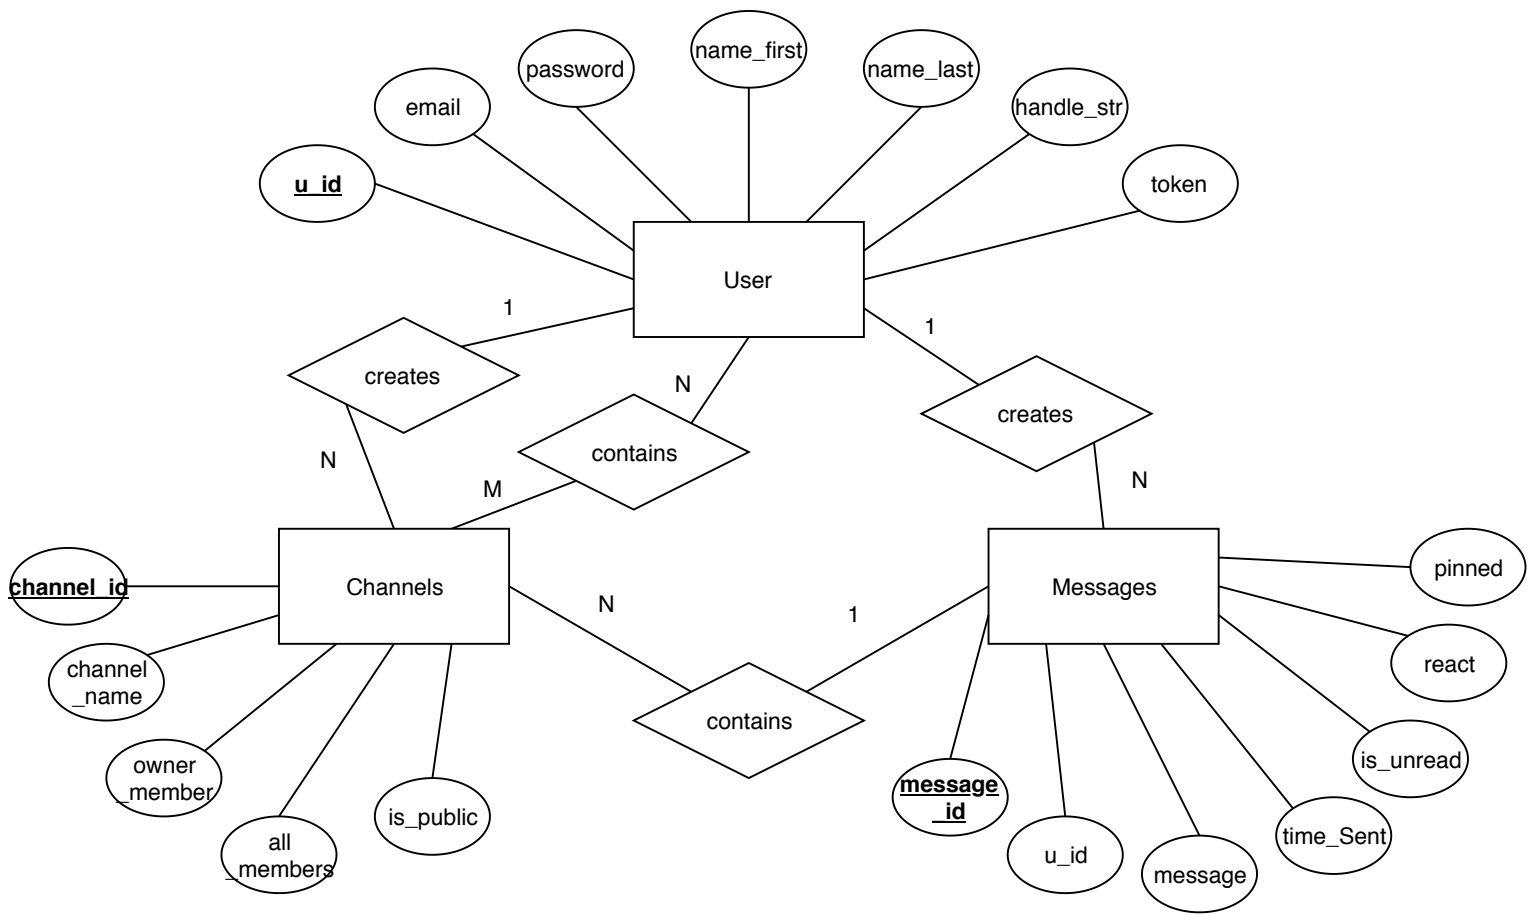 name_first
password
name_last
email
handle_str
u_id
token
User
1
1
creates
N
creates
contains
N
M
N
Channels
Messages
pinned
channel_id
N
1
channel
_name
react
contains
owner
_member
is_unread
message
_id
is_public
all
_members
time_Sent
u_id
message